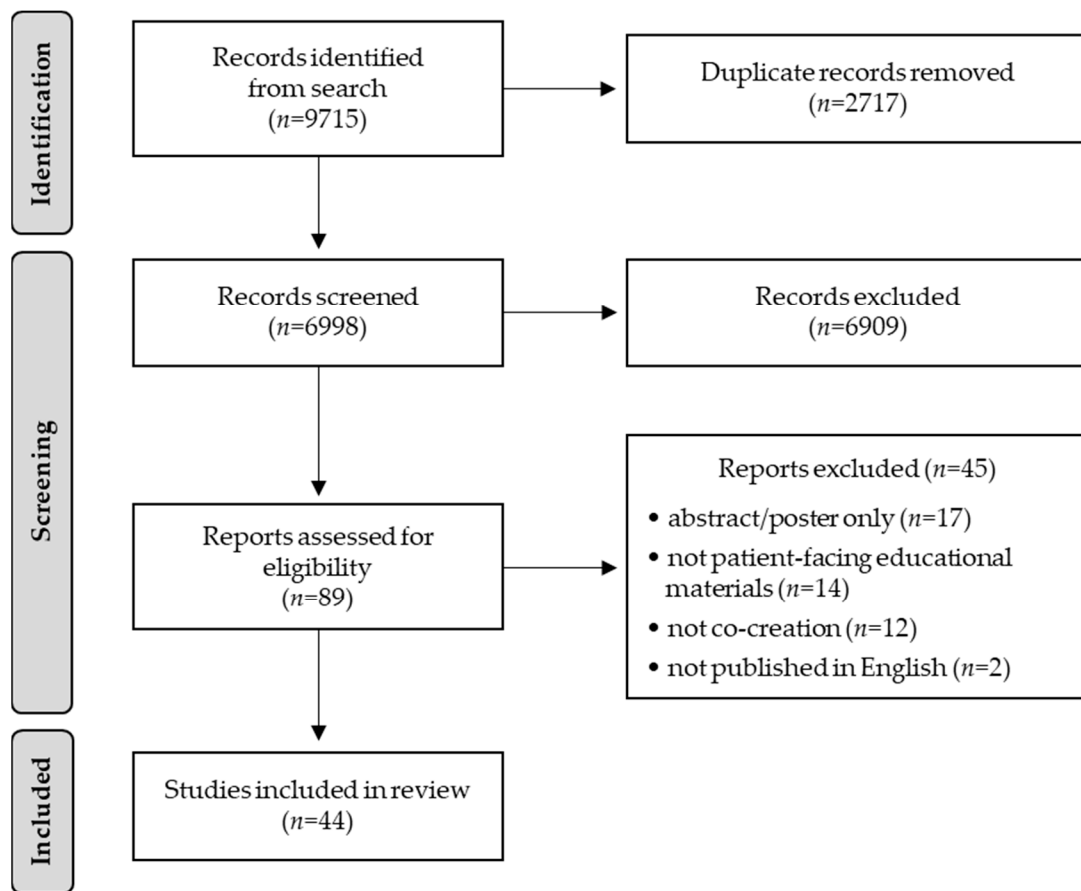 Identification
Records identified
from search
(n=9715)
Duplicate records removed
(n=2717)
Screening
Records screened
(n=6998)
Records excluded
(n=6909)
Reports assessed for
eligibility
(n=89)
Reports excluded (n=45)
• abstract/poster only (n=17)
• not patient-facing educational
materials (n=14)
• not co-creation (n=12)
• not published in English (n=2)
Included
Studies included in review
(n=44)